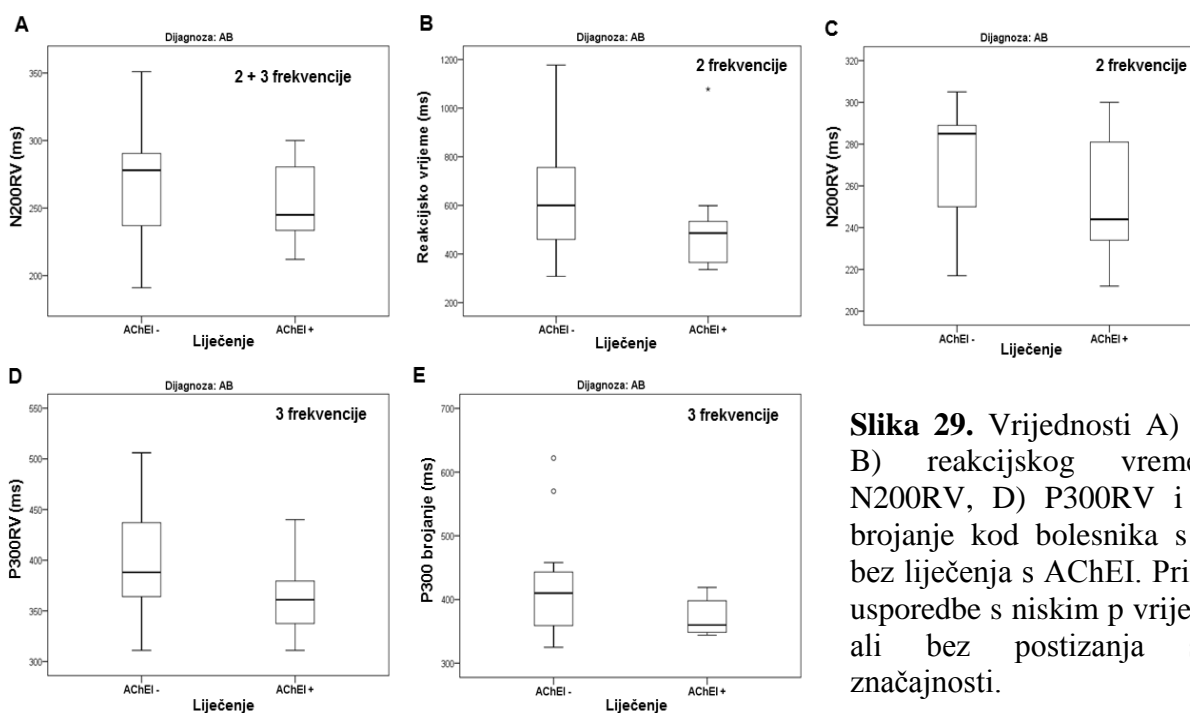 A
Dijagnoza: AB
2 + 3 frekvencije
N200RV (ms)
350
300
250
200
AChEI -
AChEI +
Liječenje
B
Dijagnoza: AB
2 frekvencije
Reakcijsko vrijeme (ms)
1200
1000
800
600
400
200
*
AChEI -
AChEI +
Liječenje
C
Dijagnoza: AB
2 frekvencije
N200RV (ms)
320
300
280
260
240
220
200
AChEI -
AChEI +
Liječenje
D
Dijagnoza: AB
3 frekvencije
P300RV (ms)
550
500
450
400
350
300
AChEI -
AChEI +
Liječenje
E
Dijagnoza: AB
3 frekvencije
P300 brojanje (ms)
700
600
500
400
300
AChEI -
AChEI +
Liječenje
Slika 29. Vrijednosti A)
B) reakcijskog vreme
N200RV, D) P300RV i
brojanje kod bolesnika s
bez liječenja s AChEI. Pri
usporedbe s niskim p vrije
ali bez postizanja
značajnosti.